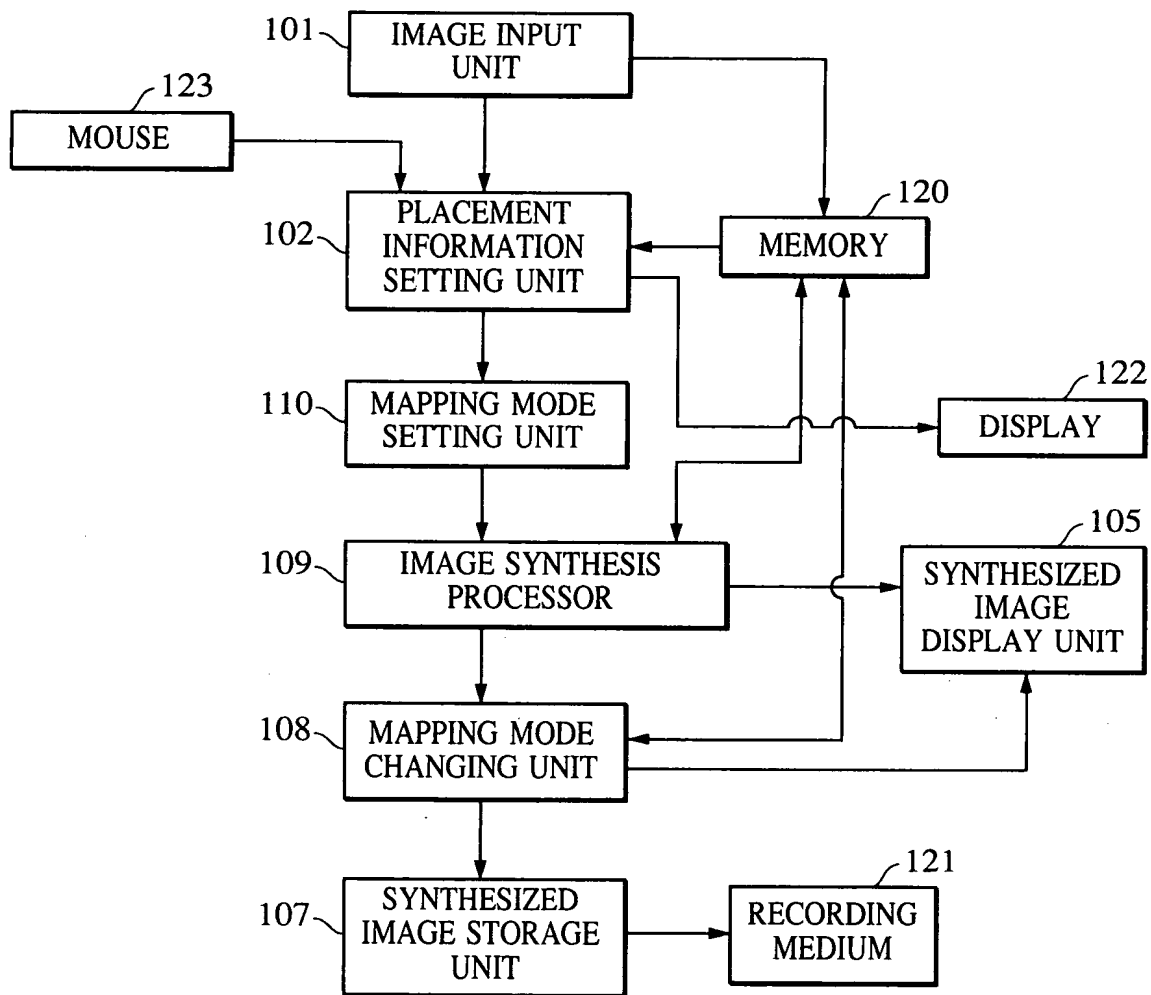 101
IMAGE INPUT
UNIT
123
MOUSE
102
PLACEMENT
INFORMATION
SETTING UNIT
120
MEMORY
110
MAPPING MODE
SETTING UNIT
122
DISPLAY
109
IMAGE SYNTHESIS
PROCESSOR
105
SYNTHESIZED
IMAGE
DISPLAY UNIT
108
MAPPING MODE
CHANGING UNIT
107
SYNTHESIZED
IMAGE STORAGE
UNIT
121
RECORDING
MEDIUM